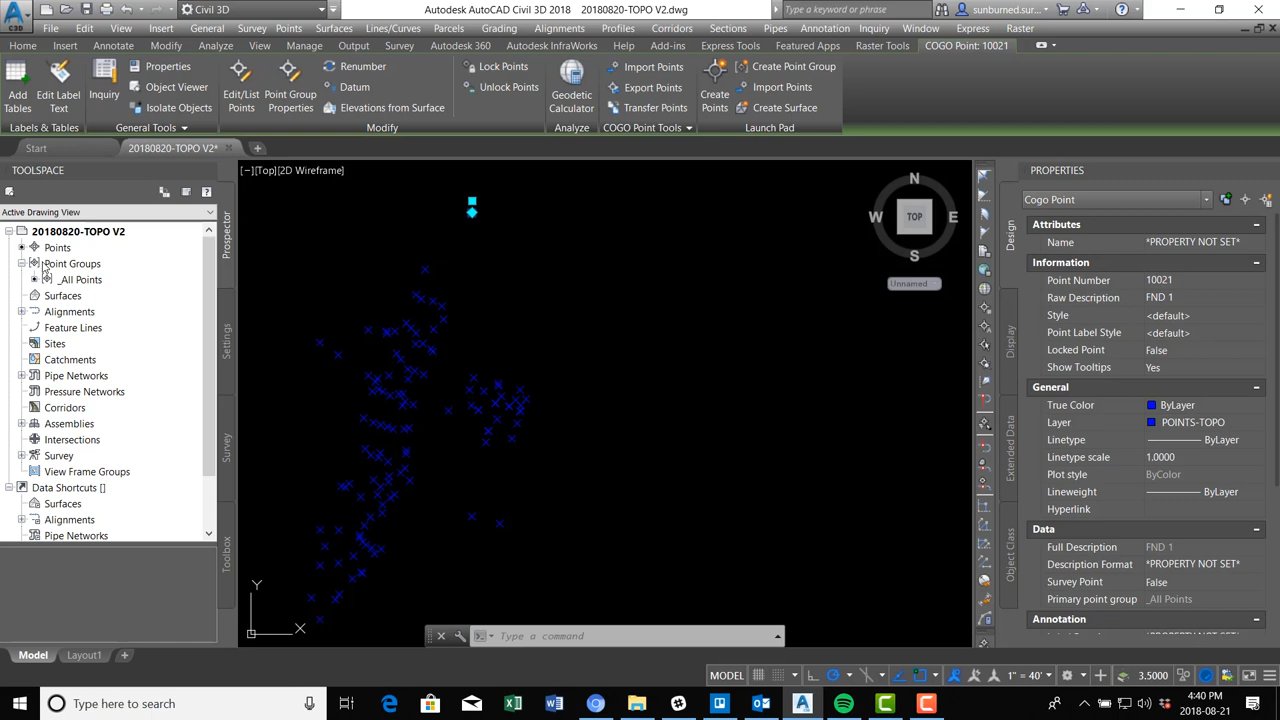 Civil 3D
Autodesk AutoCAD Civil 3D 2018 20180820-TOPO V2.dwg
Type a keyword or phrase
sunburned.sur...
C3D
File Edit View Insert General Survey Points Surfaces Lines/Curves Parcels Grading Alignments Profiles Corridors Sections Pipes Annotation Inquiry Window Express Raster
Home Insert Annotate Modify Analyze View Manage Output Survey Autodesk 360 Autodesk InfraWorks Help Add-ins Express Tools Featured Apps Raster Tools COGO Point: 10021
Add Tables
Edit Label Text
Labels & Tables
Inquiry
Properties
Object Viewer
Isolate Objects
General Tools
Edit/List Points
Point Group Properties
Renumber
Datum
Elevations from Surface
Lock Points
Unlock Points
Modify
Geodetic Calculator
Analyze
Import Points
Export Points
Transfer Points
COGO Point Tools
Create Points
Create Point Group
Import Points
Create Surface
Launch Pad
Start
20180820-TOPO V2*
TOOLSPACE
Active Drawing View
20180820-TOPO V2
Points
Point Groups
_All Points
Surfaces
Alignments
Feature Lines
Sites
Catchments
Pipe Networks
Pressure Networks
Corridors
Assemblies
Intersections
Survey
View Frame Groups
Data Shortcuts []
Surfaces
Alignments
Pipe Networks
Prospector
Settings
Survey
Toolbox
[−][Top][2D Wireframe]
N
W TOP E
S
Unnamed
Y
X
Type a command
PROPERTIES
Cogo Point
Design
Display
Extended Data
Object Class
Attributes
Name *PROPERTY NOT SET*
Information
Point Number 10021
Raw Description FND 1
Style <default>
Point Label Style <default>
Locked Point False
Show Tooltips Yes
General
True Color ByLayer
Layer POINTS-TOPO
Linetype ByLayer
Linetype scale 1.0000
Plot style ByColor
Lineweight ByLayer
Hyperlink
Data
Full Description FND 1
Description Format *PROPERTY NOT SET*
Survey Point False
Primary point group _All Points
Annotation
Model Layout1
MODEL 1" = 40' 3.5000
Type here to search
4:40 PM
2018-08-21